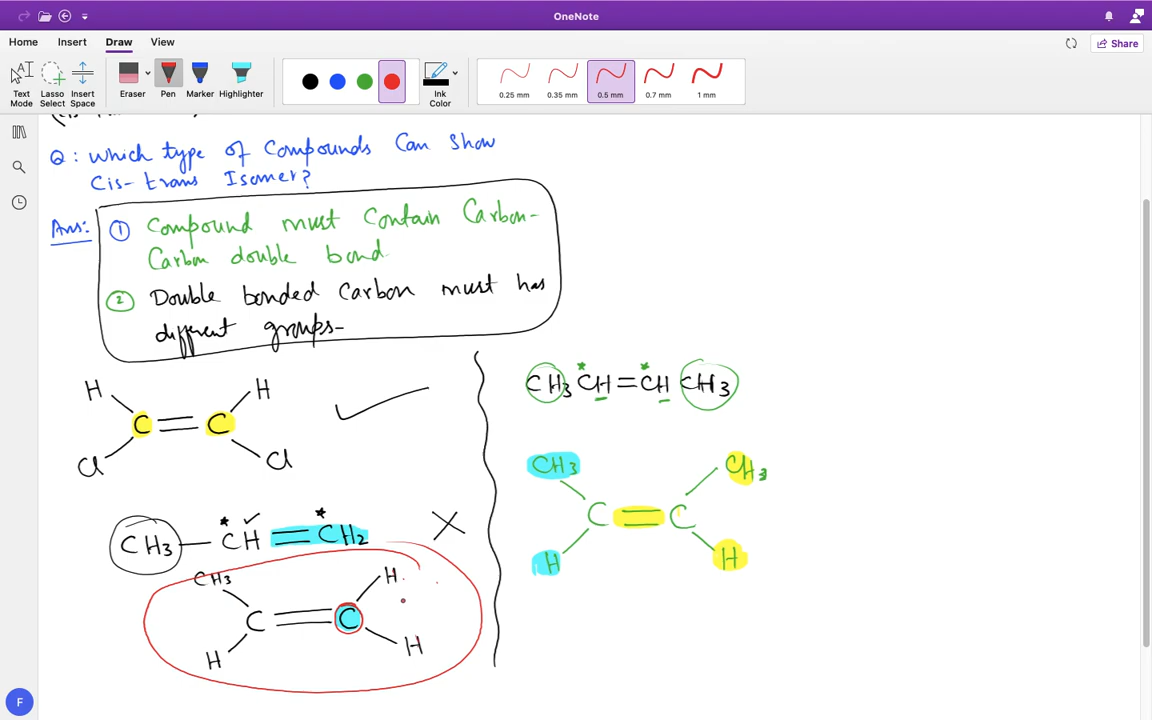 OneNote
Home Insert Draw View
Share
Text Mode
Lasso Select
Insert Space
Eraser
Pen
Marker
Highlighter
Ink Color
0.25 mm
0.35 mm
0.5 mm
0.7 mm
1 mm
Q: Which type of Compounds Can Show
Cis-trans Isomer?
Ans:
① Compound must Contain Carbon-
Carbon double bond
② Double bonded Carbon must has
different groups-
H H
C = C
Cl Cl
CH3 — CH = CH2
CH3 H
C = C
H H
CH3 CH = CH CH3
CH3 CH3
C = C
H H
F